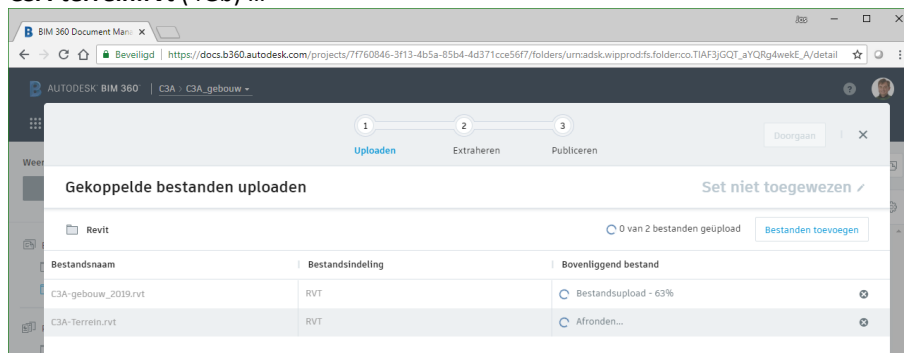 BIM 360 Document Man
Beveiligd | https://docs.b360.autodesk.com/projects/7f760846-3f13-4b5a-85b4-4d371cce56f7/folders/urn:adsk.wipprod:fs.folder:co.TlAF3jGQT_aYQRg4wekE_A/detail
AUTODESK BIM 360 | C3A > C3A_gebouw
1 2 3
Uploaden Extraheren Publiceren
Doorgaan
Weer
Gekoppelde bestanden uploaden Set niet toegewezen
Revit 0 van 2 bestanden geüpload Bestanden toevoegen
Bestandsnaam Bestandsindeling Bovenliggend bestand
C3A-gebouw_2019.rvt RVT Bestandsupload - 63%
C3A-Terrein.rvt RVT Afronden...